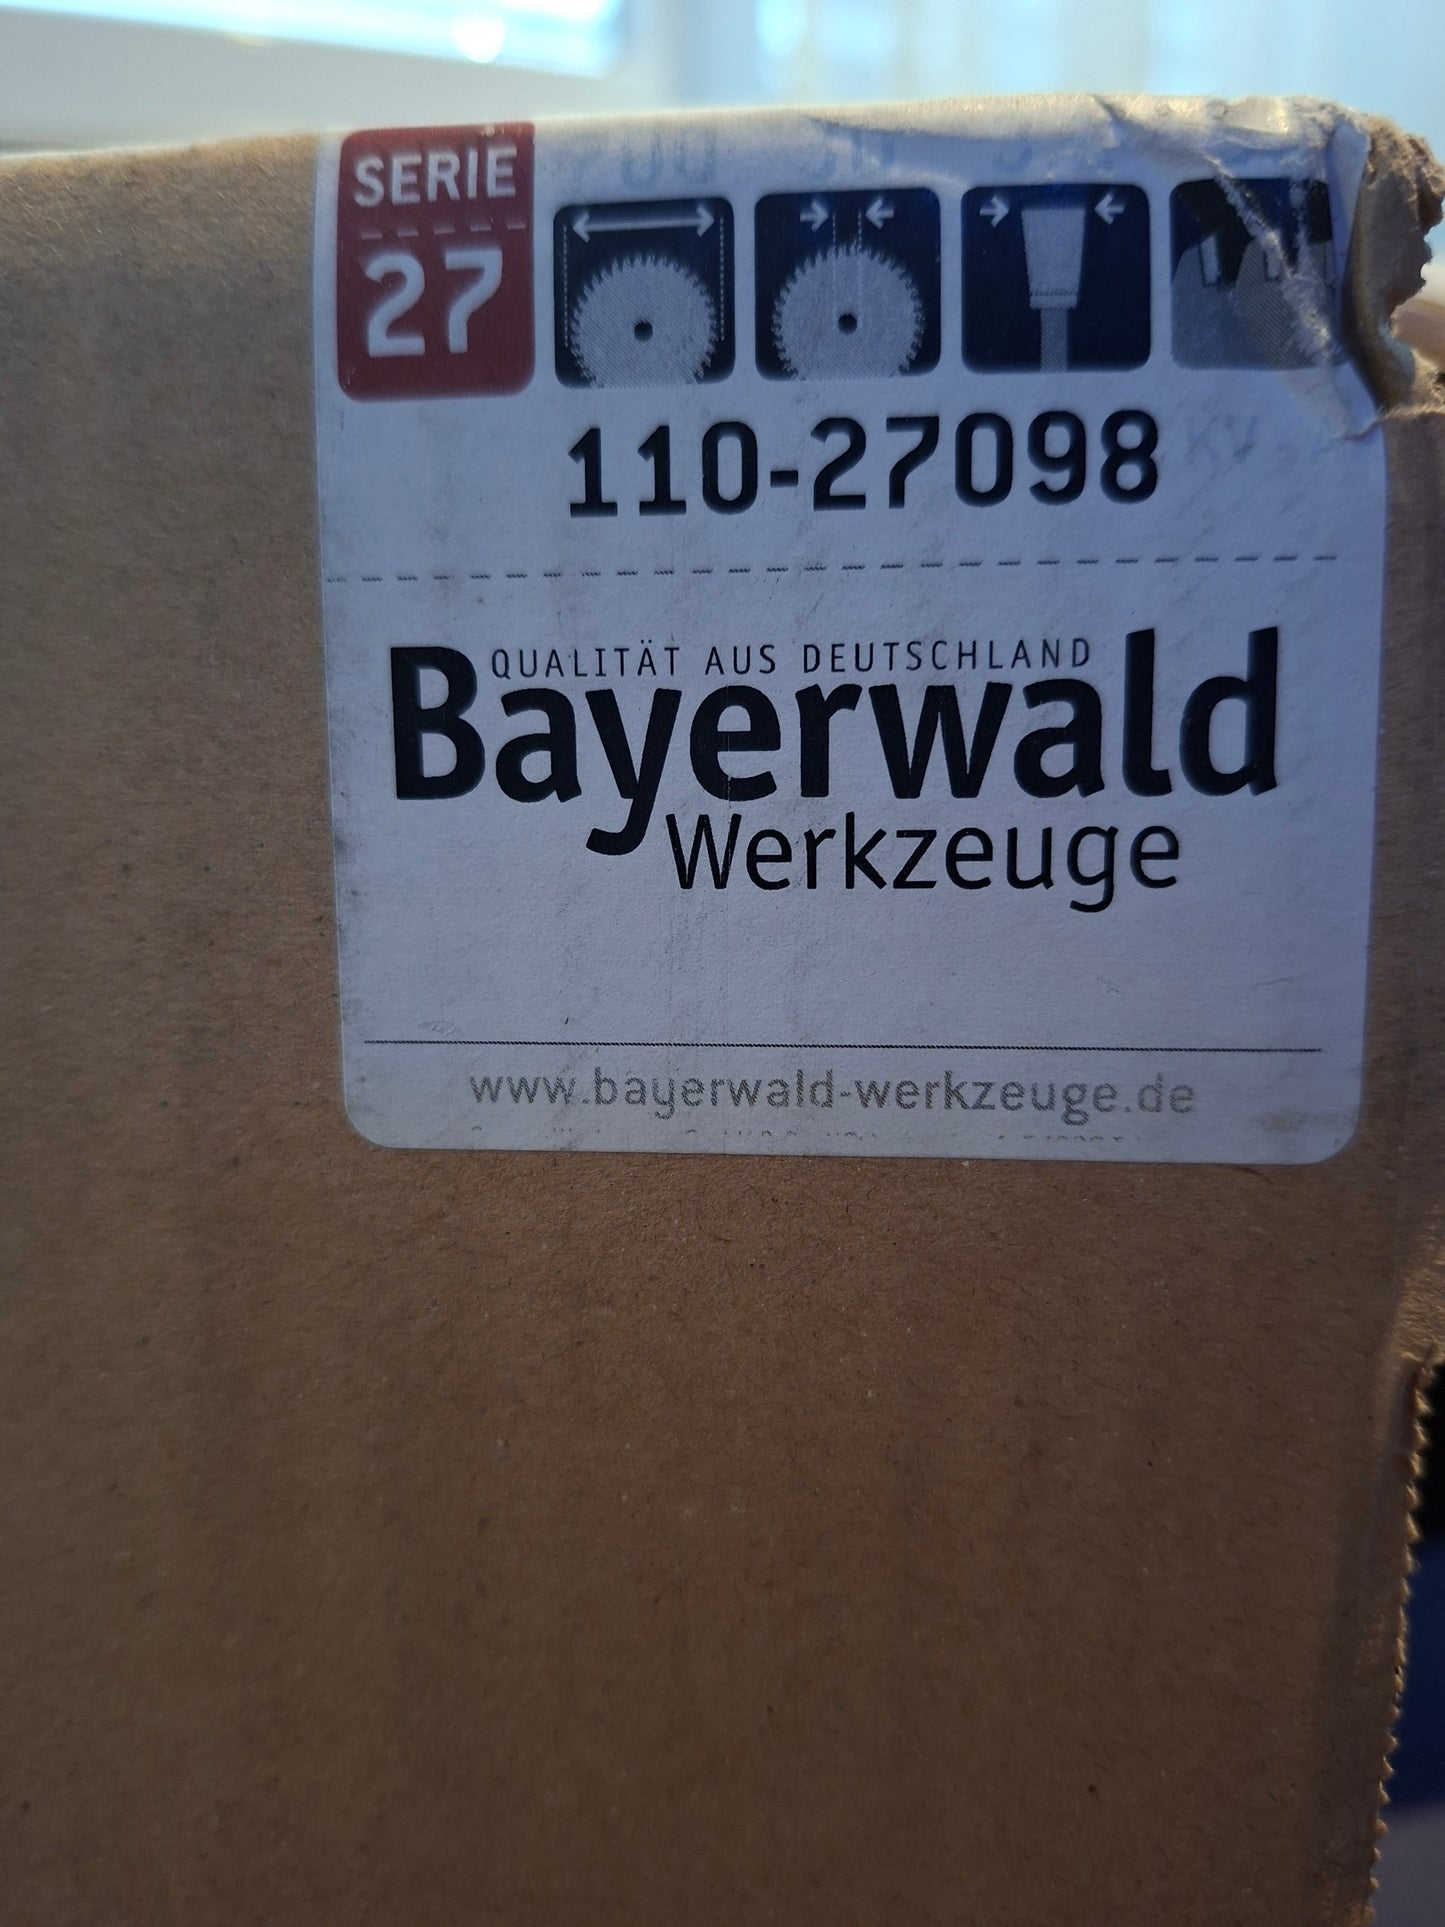 SERIE
27
110-27098
QUALITÄT AUS DEUTSCHLAND
Bayerwald
Werkzeuge
www.bayerwald-werkzeuge.de